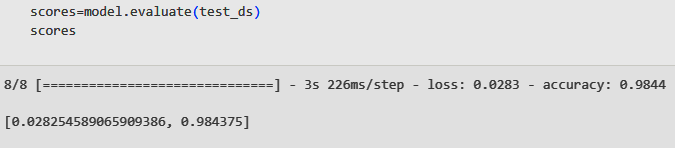 scores=model.evaluate(test_ds)
scores
8/8 [==============================] - 3s 226ms/step - loss: 0.0283 - accuracy: 0.9844
[0.028254589065909386, 0.984375]